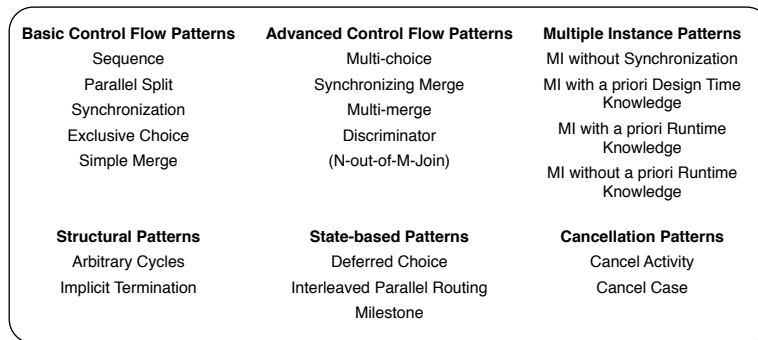 Basic Control Flow Patterns
Sequence
Parallel Split
Synchronization
Exclusive Choice
Simple Merge
Advanced Control Flow Patterns
Multi-choice
Synchronizing Merge
Multi-merge
Discriminator
(N-out-of-M-Join)
Multiple Instance Patterns
MI without Synchronization
MI with a priori Design Time
Knowledge
MI with a priori Runtime
Knowledge
MI without a priori Runtime
Knowledge
Structural Patterns
Arbitrary Cycles
Implicit Termination
State-based Patterns
Deferred Choice
Interleaved Parallel Routing
Milestone
Cancellation Patterns
Cancel Activity
Cancel Case